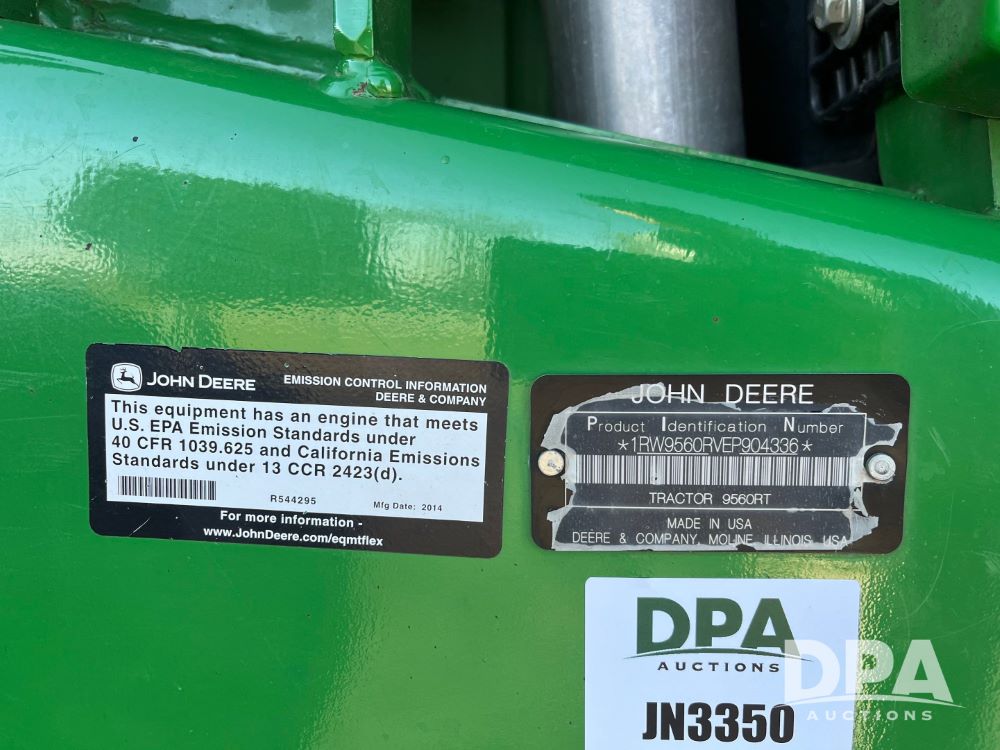 JOHN DEERE
EMISSION CONTROL INFORMATION
DEERE & COMPANY
This equipment has an engine that meets
U.S. EPA Emission Standards under
40 CFR 1039.625 and California Emissions
Standards under 13 CCR 2423(d).
R544295
Mfg Date: 2014
For more information -
www.JohnDeere.com/eqmtflex
JOHN DEERE
Product Identification Number
*1RW9560RVEP904336*
TRACTOR 9560RT
MADE IN USA
DEERE & COMPANY, MOLINE, ILLINOIS, USA
DPA
AUCTIONS
JN3350
DPA
AUCTIONS